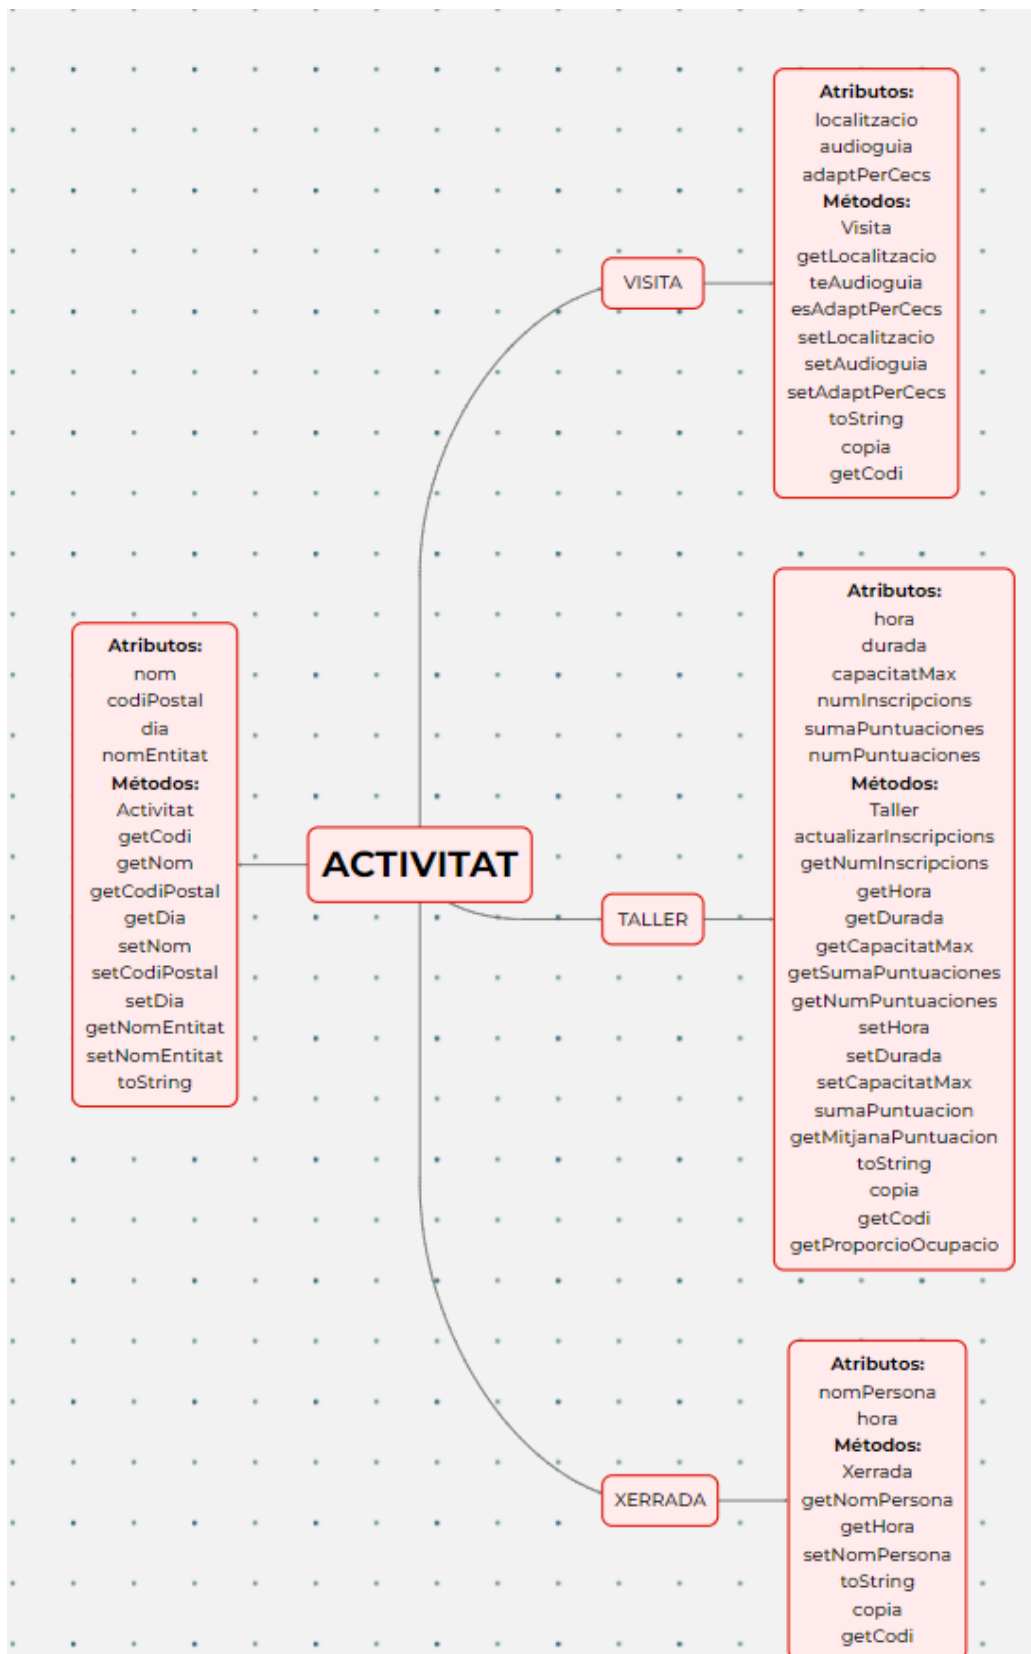 Atributos:
localitzacio
audioguia
adaptPerCecs
Métodos:
Visita
getLocalitzacio
teAudioguia
esAdaptPerCecs
setLocalitzacio
setAudioguia
setAdaptPerCecs
toString
copia
getCodi
VISITA
Atributos:
nom
codiPostal
dia
nomEntitat
Métodos:
Activitat
getCodi
getNom
getCodiPostal
getDia
setNom
setCodiPostal
setDia
getNomEntitat
setNomEntitat
toString
ACTIVITAT
TALLER
Atributos:
hora
durada
capacitatMax
numInscripcions
sumaPuntuaciones
numPuntuaciones
Métodos:
Taller
actualizarInscripcions
getNumInscripcions
getHora
getDurada
getCapacitatMax
getSumaPuntuaciones
getNumPuntuaciones
setHora
setDurada
setCapacitatMax
sumaPuntuacion
getMitjanaPuntuacion
toString
copia
getCodi
getProporcioOcupacio
XERRADA
Atributos:
nomPersona
hora
Métodos:
Xerrada
getNomPersona
getHora
setNomPersona
toString
copia
getCodi